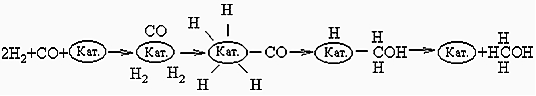 H
CO H H H
2H₂+CO+ Кат. Кат. Кат. CO Кат. COH Кат. + HCOH
H₂ H₂ H H H H